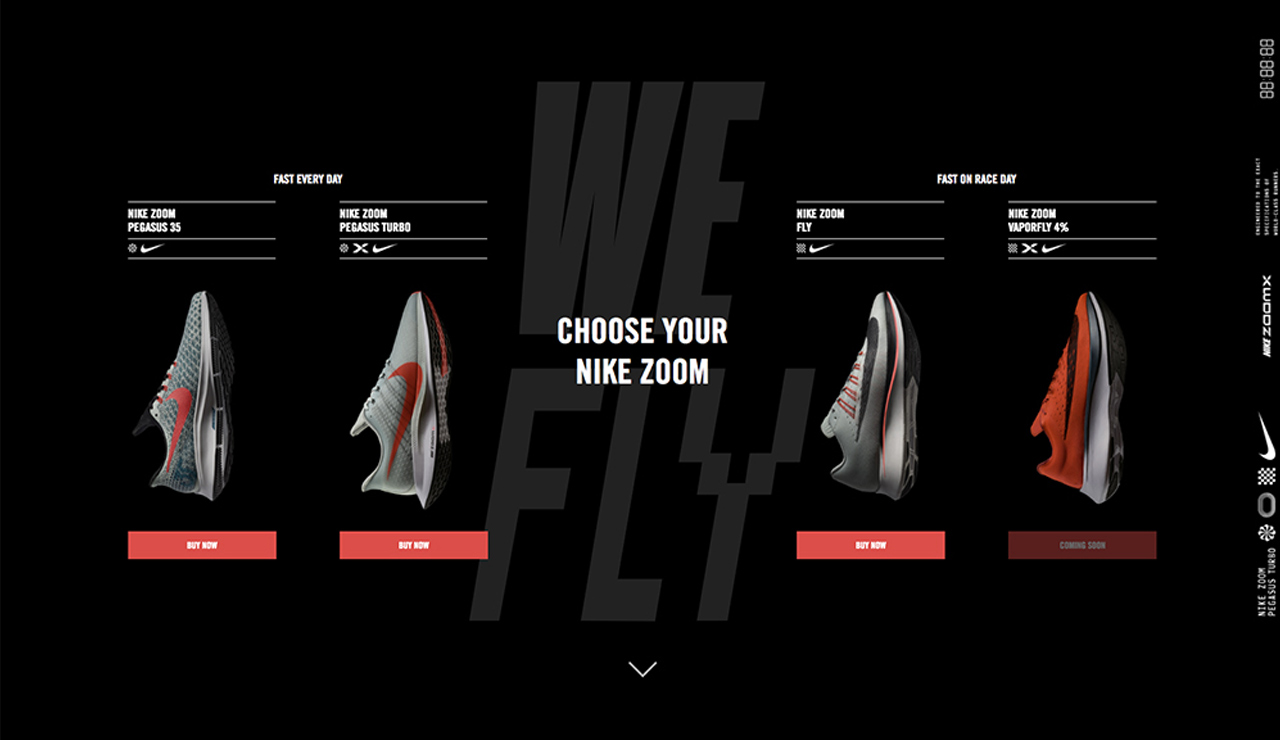 WE
FLY
FAST EVERY DAY
NIKE ZOOM
PEGASUS 35
BUY NOW
NIKE ZOOM
PEGASUS TURBO
BUY NOW
CHOOSE YOUR
NIKE ZOOM
FAST ON RACE DAY
NIKE ZOOM
FLY
BUY NOW
NIKE ZOOM
VAPORFLY 4%
COMING SOON
88:88:88
ENGINEERED TO THE EXACT
SPECIFICATIONS OF
WORLD-CLASS RUNNERS
NIKE ZOOMX
NIKE ZOOM
PEGASUS TURBO